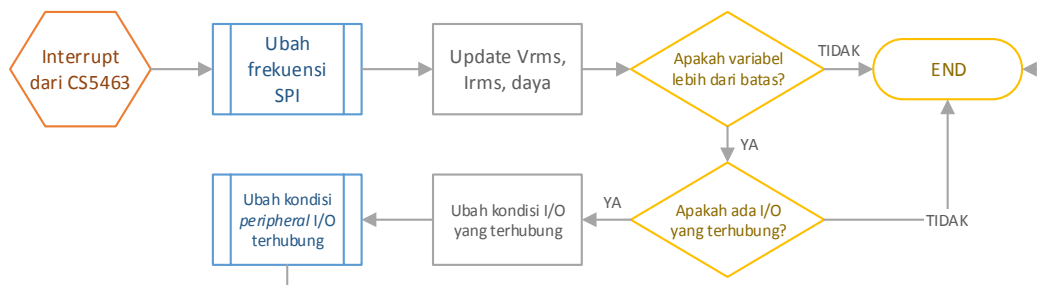 Interrupt
dari CS5463
Ubah
frekuensi
SPI
Update Vrms,
Irms, daya
Apakah variabel
lebih dari batas?
TIDAK
END
YA
Ubah kondisi
peripheral I/O
terhubung
Ubah kondisi I/O
yang terhubung
YA
Apakah ada I/O
yang terhubung?
TIDAK